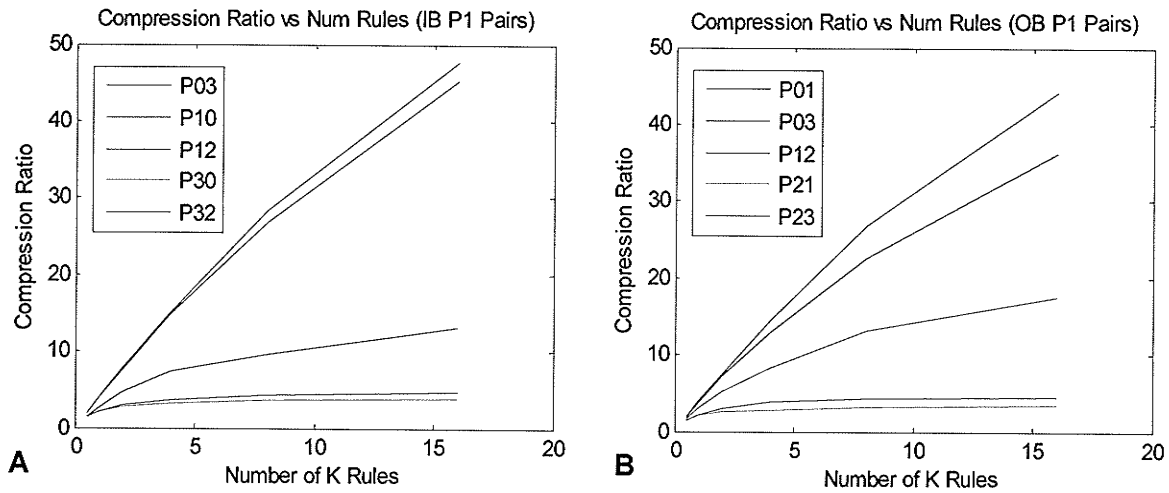 Compression Ratio vs Num Rules (IB P1 Pairs)
50
40
30
20
10
0
0 5 10 15 20
Compression Ratio
Number of K Rules
P03
P10
P12
P30
P32
A
Compression Ratio vs Num Rules (OB P1 Pairs)
50
40
30
20
10
0
0 5 10 15 20
Compression Ratio
Number of K Rules
P01
P03
P12
P21
P23
B